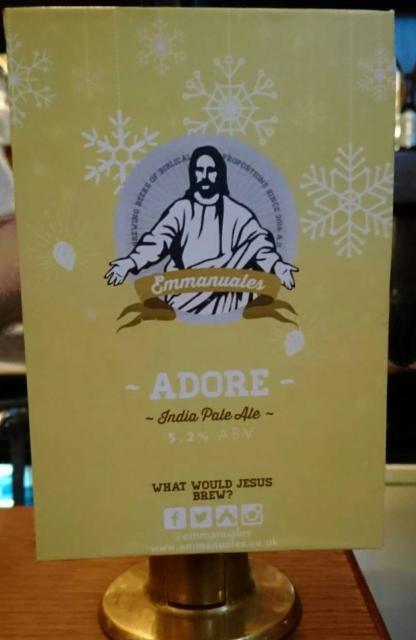 BREWING BEERS OF BIBLICAL PROPORTIONS SINCE 2014 A.D.
Emmanuales
~ ADORE ~
~ India Pale Ale ~
5.2% ABV
WHAT WOULD JESUS
BREW?
@emmanuales
www.emmanuales.co.uk